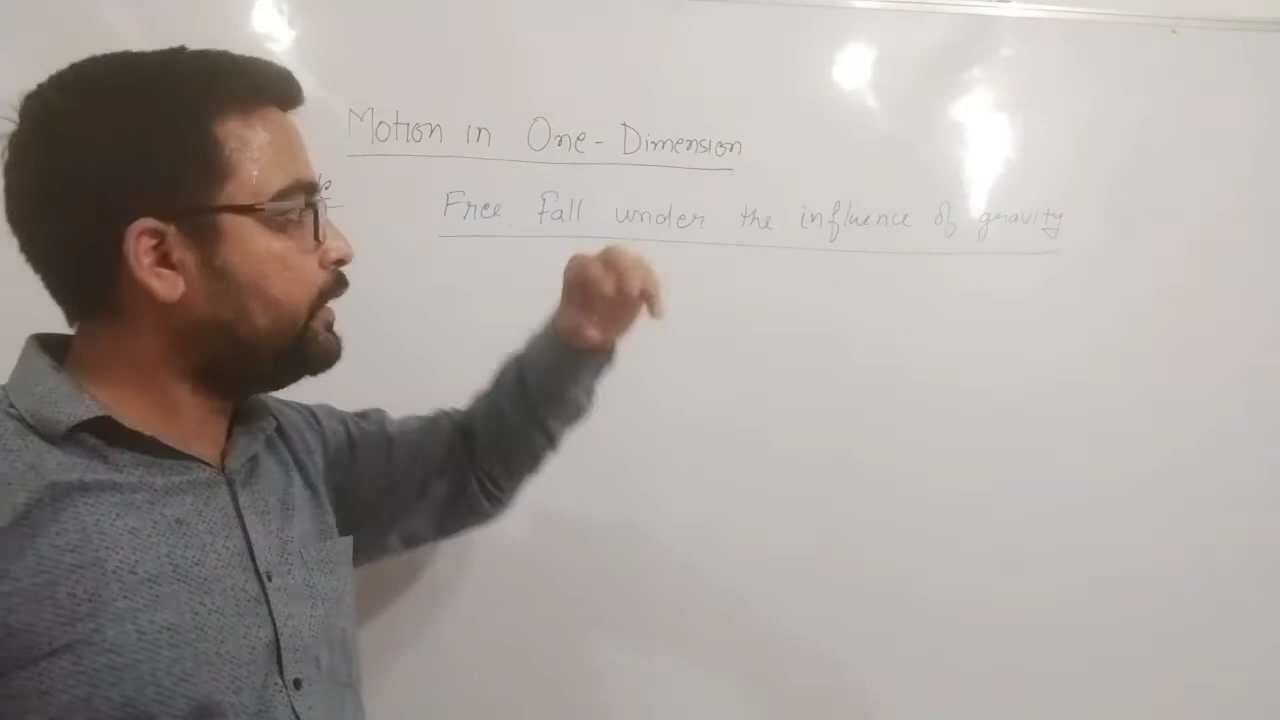 Motion in One-Dimension
Free fall under the influence of gravity